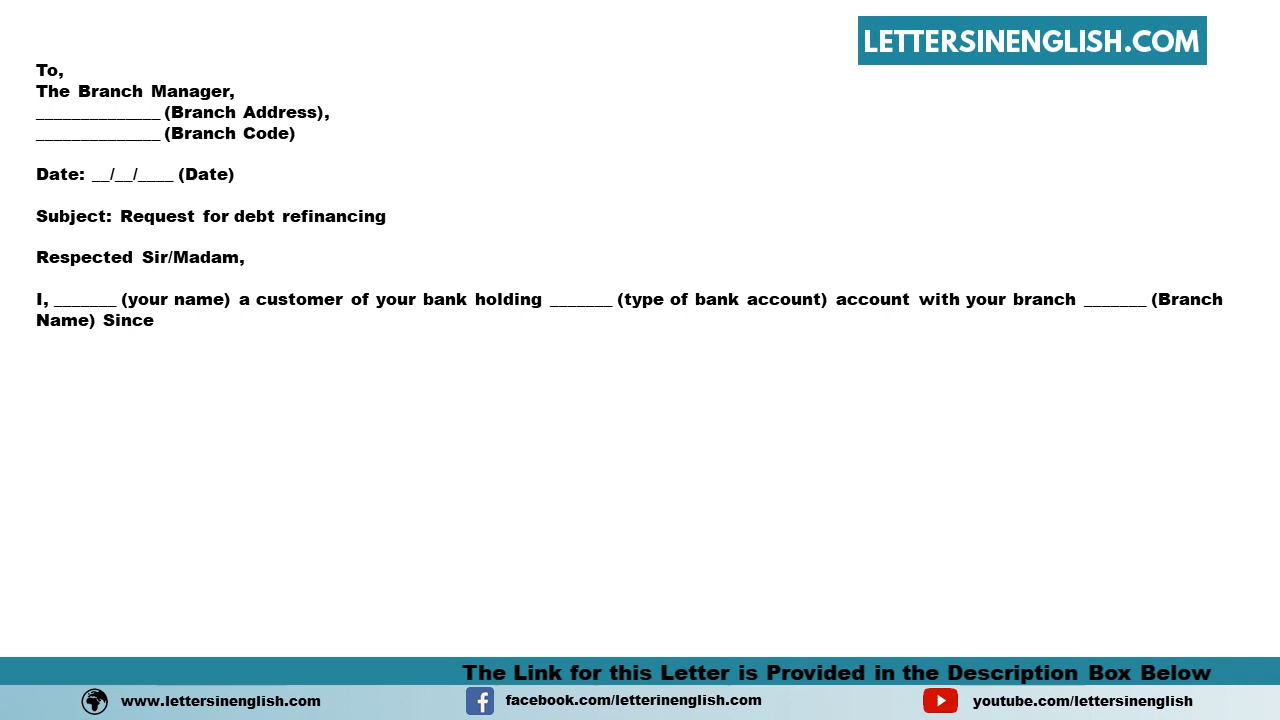 LETTERSINENGLISH.COM
To,
The Branch Manager,
______________ (Branch Address),
______________ (Branch Code)
Date: __/__/____ (Date)
Subject: Request for debt refinancing
Respected Sir/Madam,
I, _______ (your name) a customer of your bank holding _______ (type of bank account) account with your branch _______ (Branch
Name) Since
The Link for this Letter is Provided in the Description Box Below
www.lettersinenglish.com
facebook.com/letterinenglish.com
youtube.com/lettersinenglish